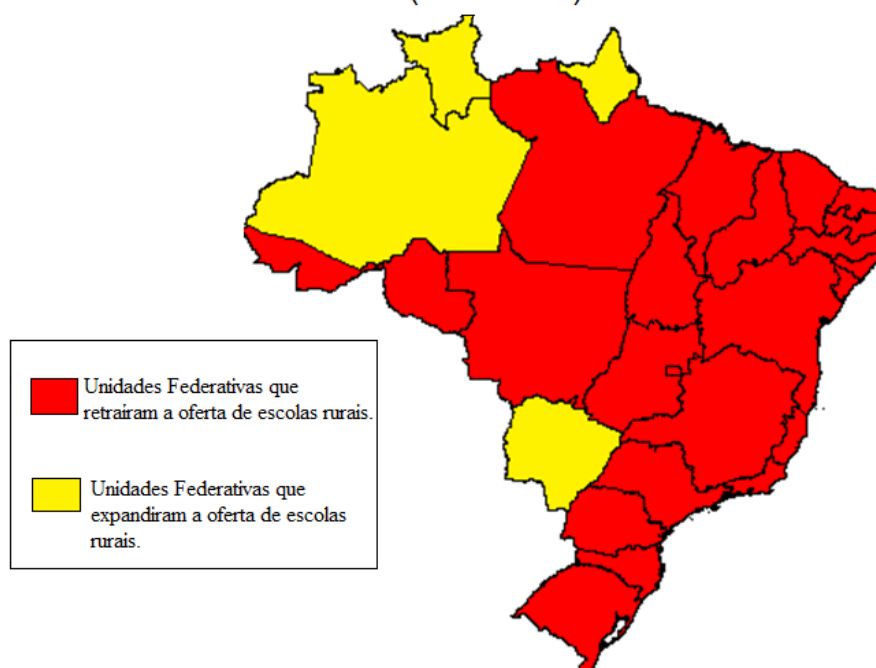 Unidades Federativas que
retraíram a oferta de escolas rurais.
Unidades Federativas que
expandiram a oferta de escolas
rurais.